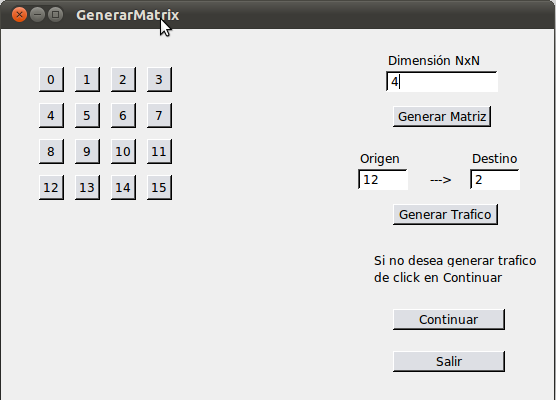 GenerarMatrix
0 1 2 3
4 5 6 7
8 9 10 11
12 13 14 15
Dimensión NxN
4
Generar Matriz
Origen Destino
12 ---> 2
Generar Trafico
Si no desea generar trafico
de click en Continuar
Continuar
Salir